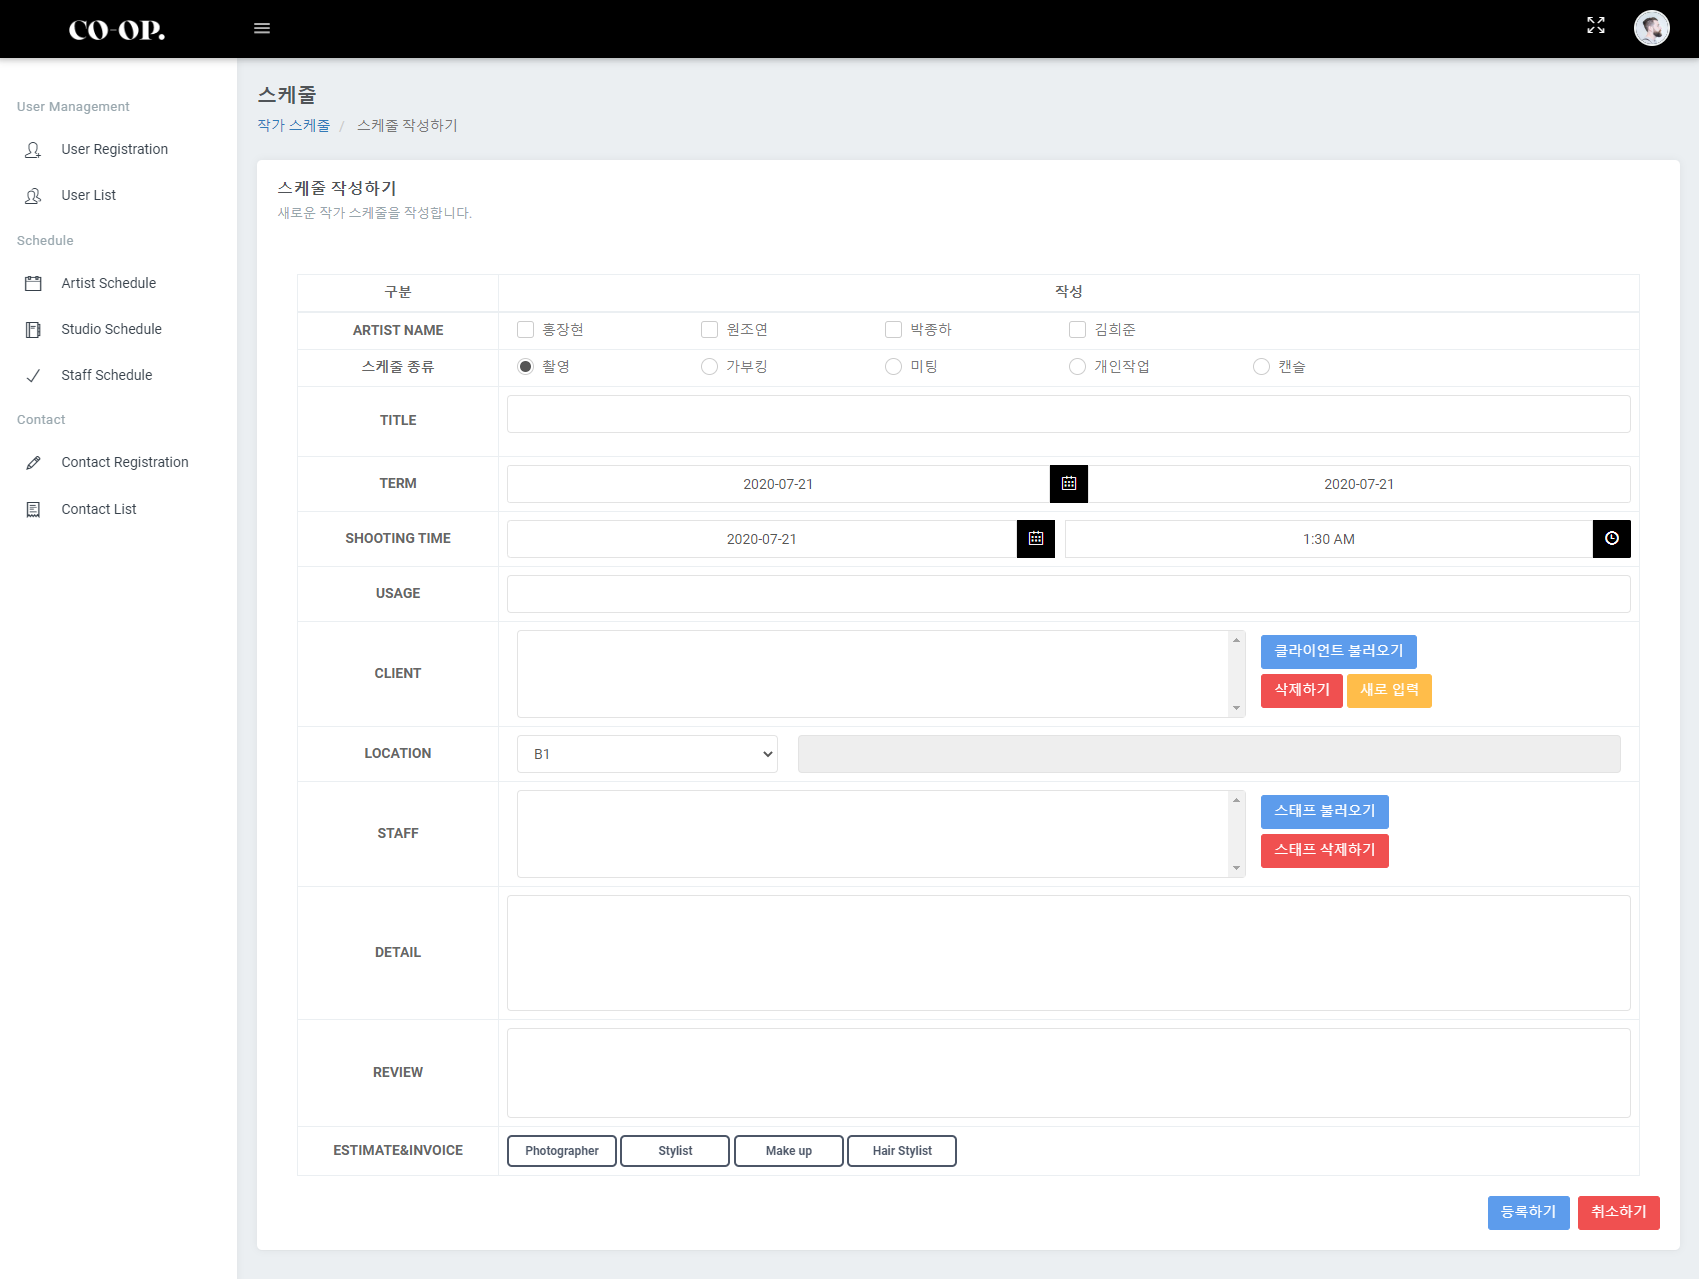 CO-OP.
User Management
User Registration
User List
Schedule
Artist Schedule
Studio Schedule
Staff Schedule
Contact
Contact Registration
Contact List
스케줄
작가 스케줄 / 스케줄 작성하기
스케줄 작성하기
새로운 작가 스케줄을 작성합니다.
구분 작성
ARTIST NAME 홍장현 원조연 박종하 김희준
스케줄 종류 촬영 가부킹 미팅 개인작업 캔슬
TITLE
TERM 2020-07-21 2020-07-21
SHOOTING TIME 2020-07-21 1:30 AM
USAGE
CLIENT
클라이언트 불러오기
삭제하기 새로 입력
LOCATION B1
STAFF
스태프 불러오기
스태프 삭제하기
DETAIL
REVIEW
ESTIMATE&INVOICE Photographer Stylist Make up Hair Stylist
등록하기 취소하기